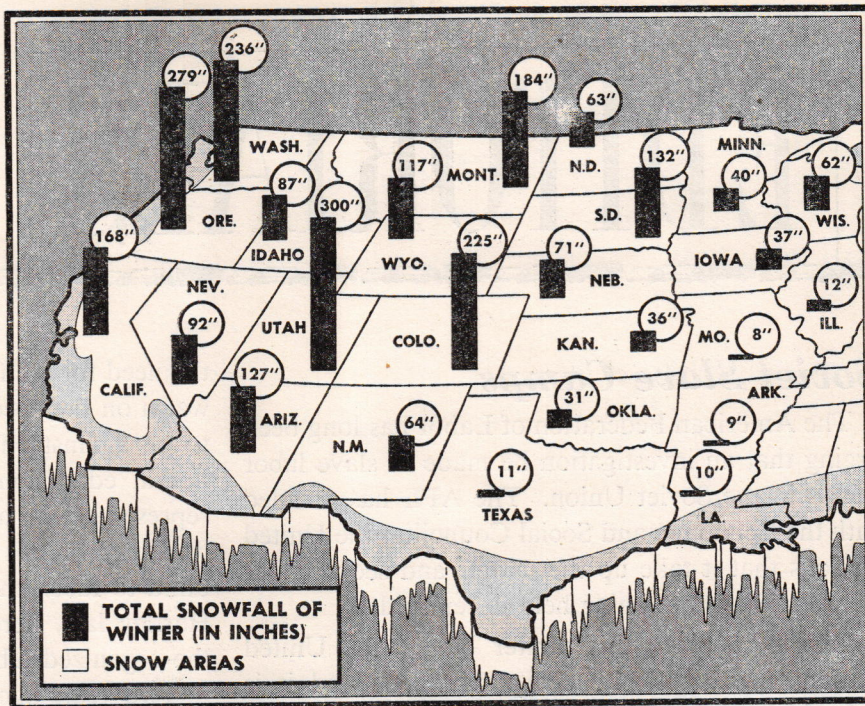 236"
279"
184"
63"
WASH.
MONT.
N.D.
MINN.
87"
117"
132"
40"
62"
ORE.
300"
S.D.
WIS.
168"
IDAHO
WYO.
225"
71"
IOWA
37"
NEV.
NEB.
12"
92"
UTAH
COLO.
KAN.
36"
MO.
8"
ILL.
CALIF.
127"
ARIZ.
31"
OKLA.
ARK.
N.M.
64"
9"
11"
10"
TEXAS
LA.
TOTAL SNOWFALL OF
WINTER (IN INCHES)
SNOW AREAS